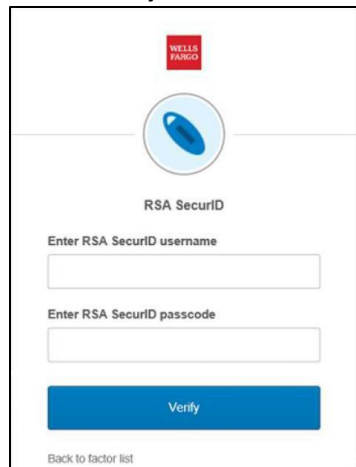 WELLS
FARGO
RSA SecurID
Enter RSA SecurID username
Enter RSA SecurID passcode
Verify
Back to factor list